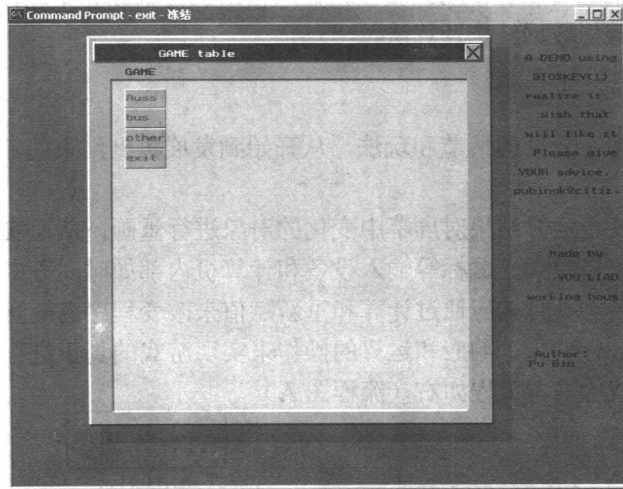 Command Prompt - exit - 冻结
GAME table
GAME
Russ
bus
other
exit
A DEMO using
BIOSKEY(1)
realize it.
wish that
will like it
Please give
YOUR advice.
Made by
YOU LIAO
working hous
Author:
Pu Bin